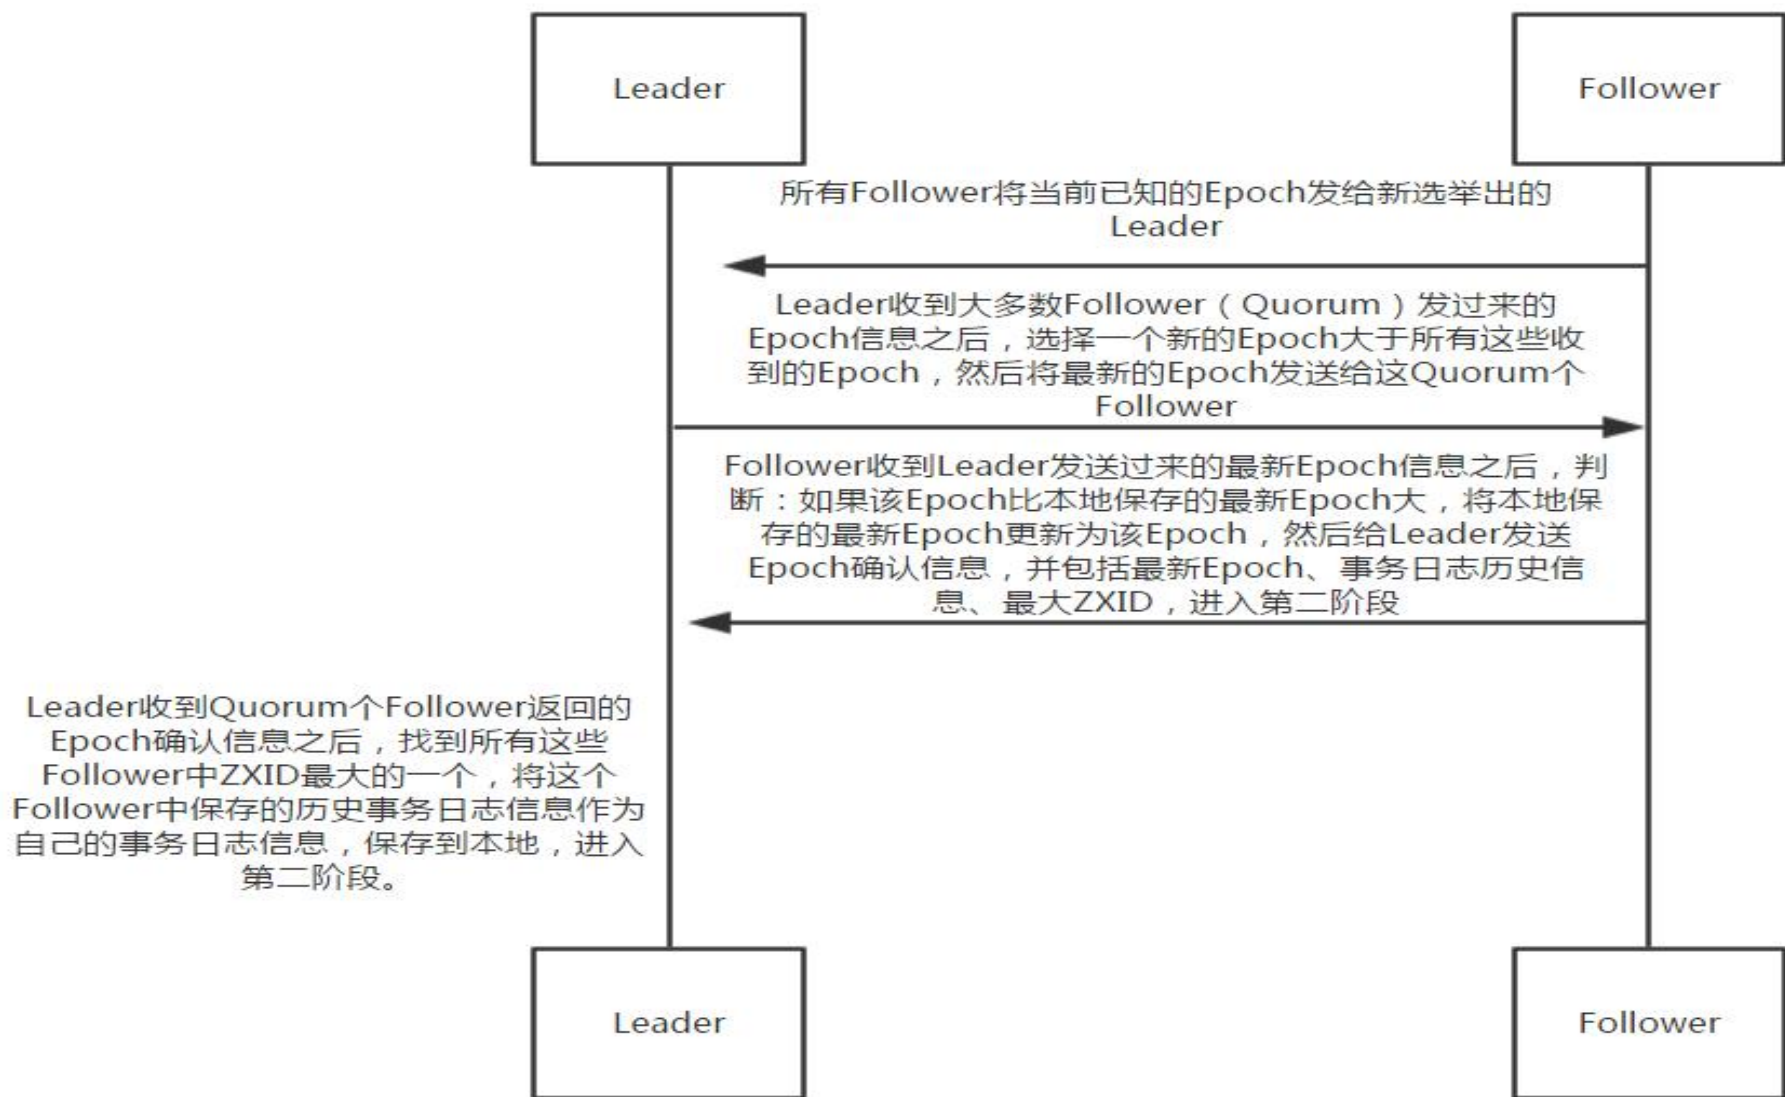 Leader
Follower
所有Follower将当前已知的Epoch发给新选举出的
Leader
Leader收到大多数Follower（Quorum）发过来的
Epoch信息之后，选择一个新的Epoch大于所有这些收
到的Epoch，然后将最新的Epoch发送给这Quorum个
Follower
Follower收到Leader发送过来的最新Epoch信息之后，判
断：如果该Epoch比本地保存的最新Epoch大，将本地保
存的最新Epoch更新为该Epoch，然后给Leader发送
Epoch确认信息，并包括最新Epoch、事务日志历史信
息、最大ZXID，进入第二阶段
Leader收到Quorum个Follower返回的
Epoch确认信息之后，找到所有这些
Follower中ZXID最大的一个，将这个
Follower中保存的历史事务日志信息作为
自己的事务日志信息，保存到本地，进入
第二阶段。
Leader
Follower